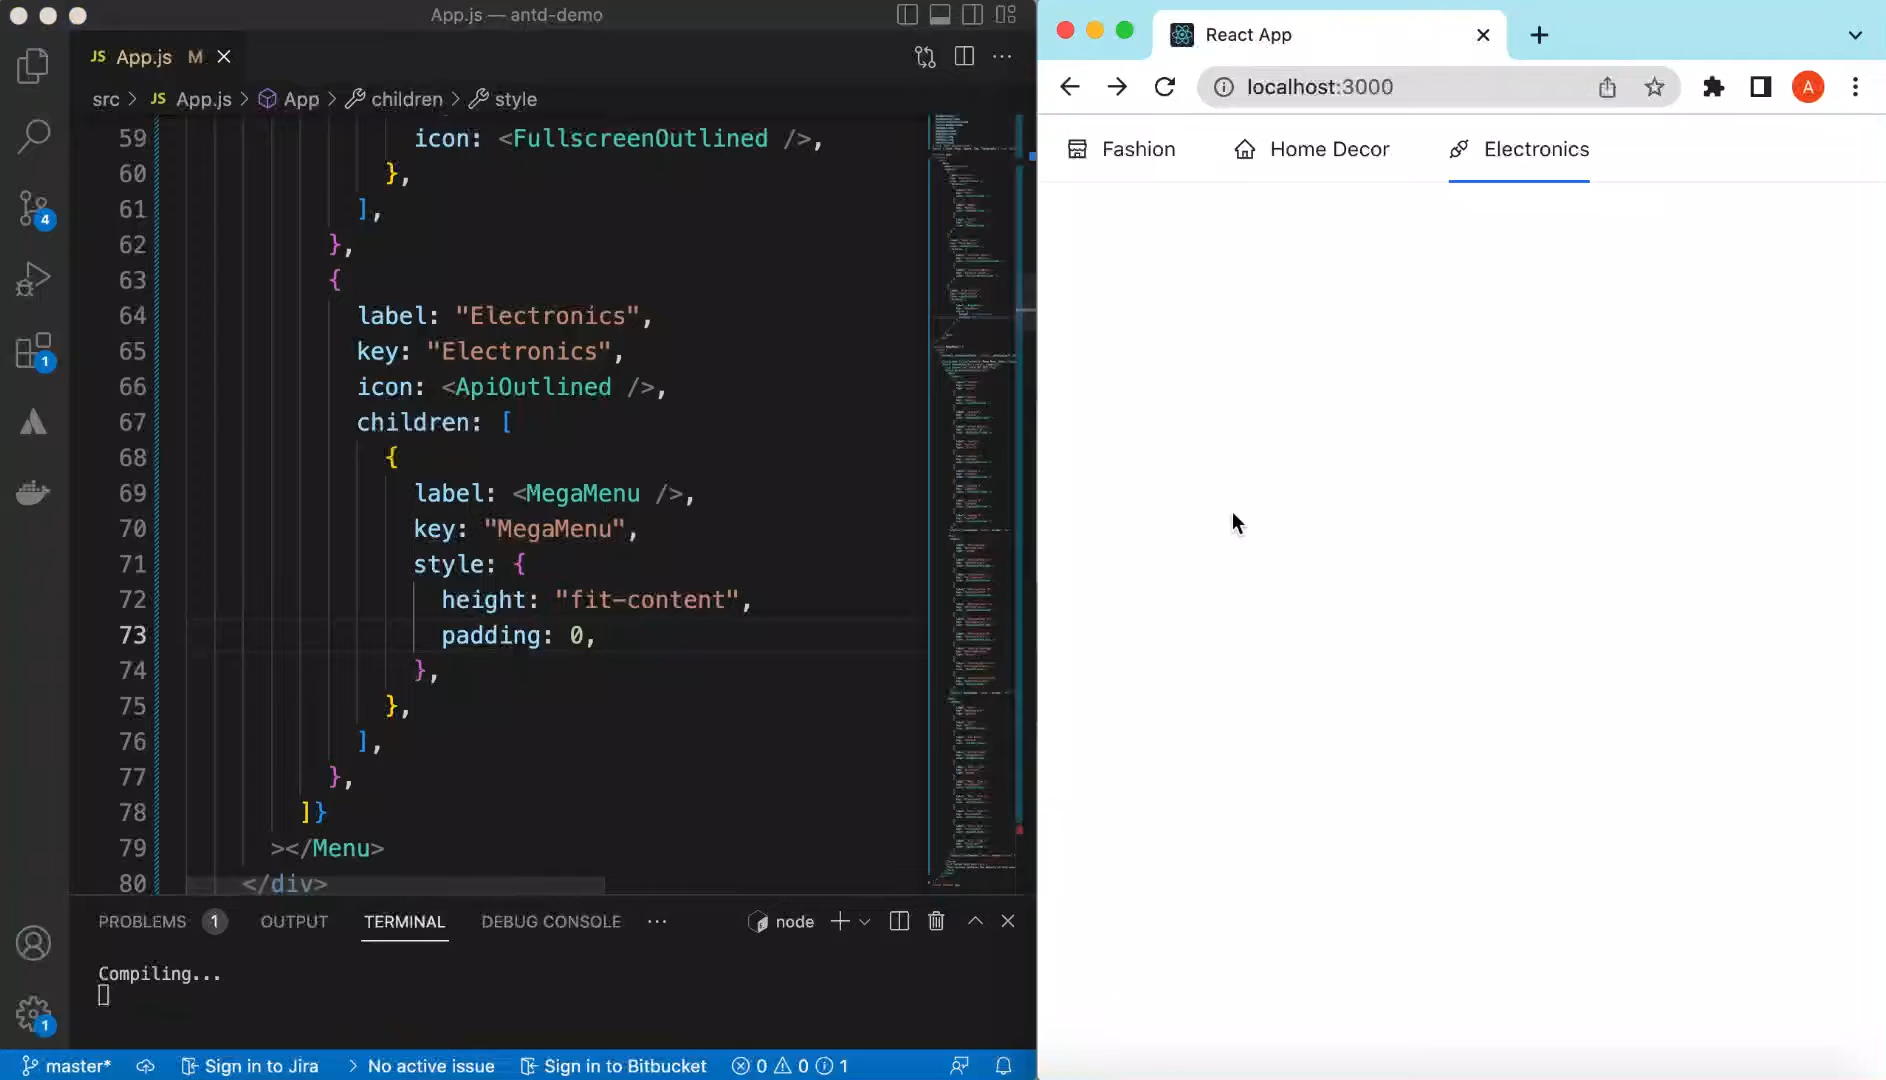 App.js — antd-demo
JS App.js M
src > JS App.js > App > children > style
59 icon: <FullscreenOutlined />,
60 },
61 ],
62 },
63 {
64 label: "Electronics",
65 key: "Electronics",
66 icon: <ApiOutlined />,
67 children: [
68 {
69 label: <MegaMenu />,
70 key: "MegaMenu",
71 style: {
72 height: "fit-content",
73 padding: 0,
74 },
75 },
76 ],
77 },
78 ]}
79 ></Menu>
80 </div>
4
1
1
PROBLEMS 1 OUTPUT TERMINAL DEBUG CONSOLE ··· node
Compiling...
master* Sign in to Jira > No active issue Sign in to Bitbucket 0 0 1
React App
localhost:3000
A
Fashion Home Decor Electronics